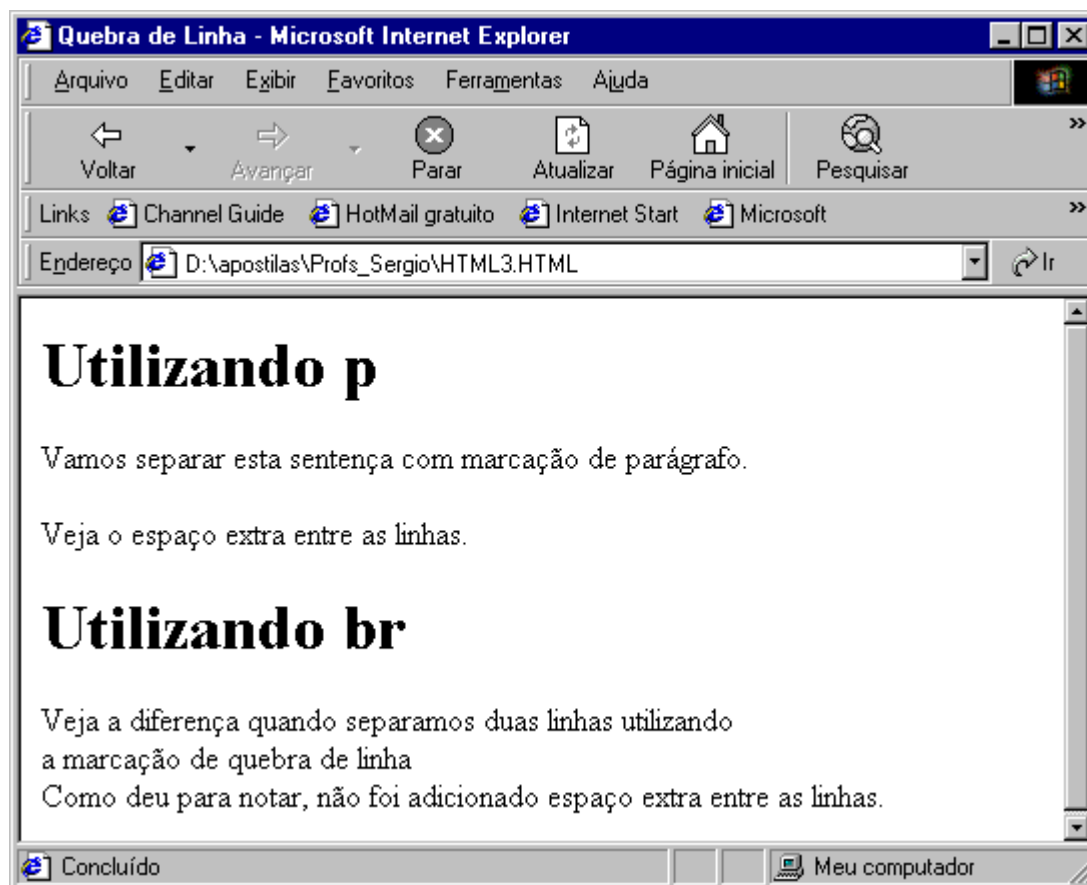 Quebra de Linha - Microsoft Internet Explorer
Arquivo Editar Exibir Favoritos Ferramentas Ajuda
Voltar Avançar Parar Atualizar Página inicial Pesquisar »
Links Channel Guide HotMail gratuito Internet Start Microsoft »
Endereço D:\apostilas\Profs_Sergio\HTML3.HTML Ir
Utilizando p
Vamos separar esta sentença com marcação de parágrafo.
Veja o espaço extra entre as linhas.
Utilizando br
Veja a diferença quando separamos duas linhas utilizando
a marcação de quebra de linha
Como deu para notar, não foi adicionado espaço extra entre as linhas.
Concluído Meu computador